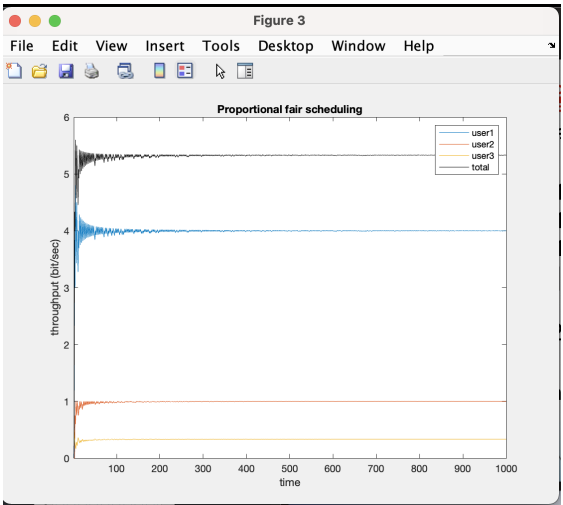 Figure 3
File Edit View Insert Tools Desktop Window Help
Proportional fair scheduling
user1
user2
user3
total
throughput (bit/sec)
6
5
4
3
2
1
0
100 200 300 400 500 600 700 800 900 1000
time